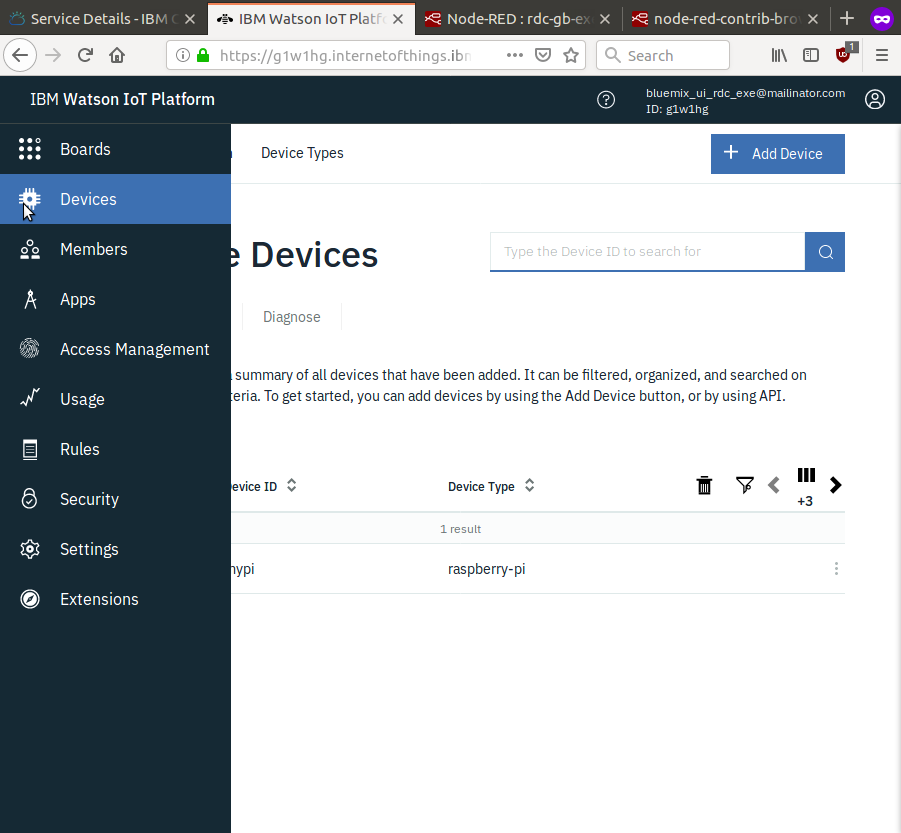 Service Details - IBM C
IBM Watson IoT Platf
Node-RED : rdc-gb-ex
node-red-contrib-bro
https://g1w1hg.internetofthings.ibn
Search
1
IBM Watson IoT Platform
bluemix_ui_rdc_exe@mailinator.com
ID: g1w1hg
Boards
Device Types
Add Device
Devices
Members
e Devices
Type the Device ID to search for
Apps
Diagnose
Access Management
summary of all devices that have been added. It can be filtered, organized, and searched on
teria. To get started, you can add devices by using the Add Device button, or by using API.
Usage
Rules
Device ID
Device Type
+3
Security
1 result
Settings
mypi
raspberry-pi
Extensions